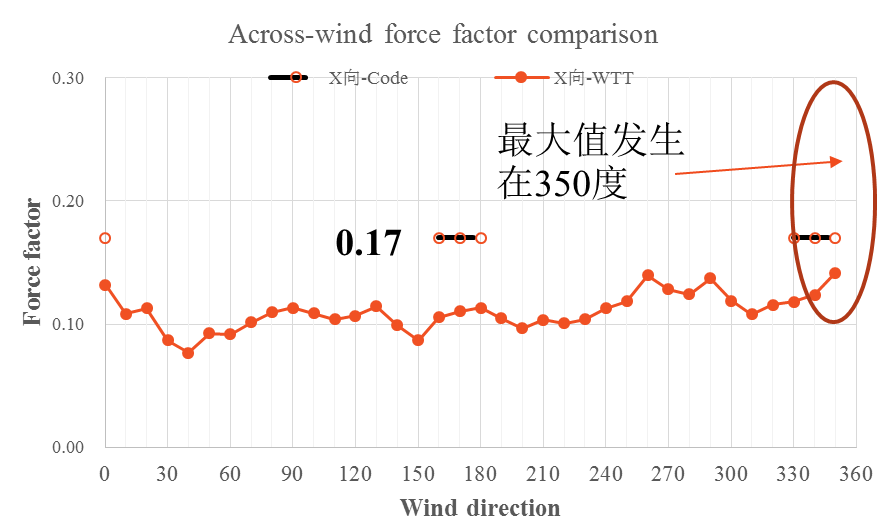 Across-wind force factor comparison
X向-Code
X向-WTT
0.30
0.20
0.10
0.00
Force factor
最大值发生
在350度
0.17
0 30 60 90 120 150 180 210 240 270 300 330 360
Wind direction